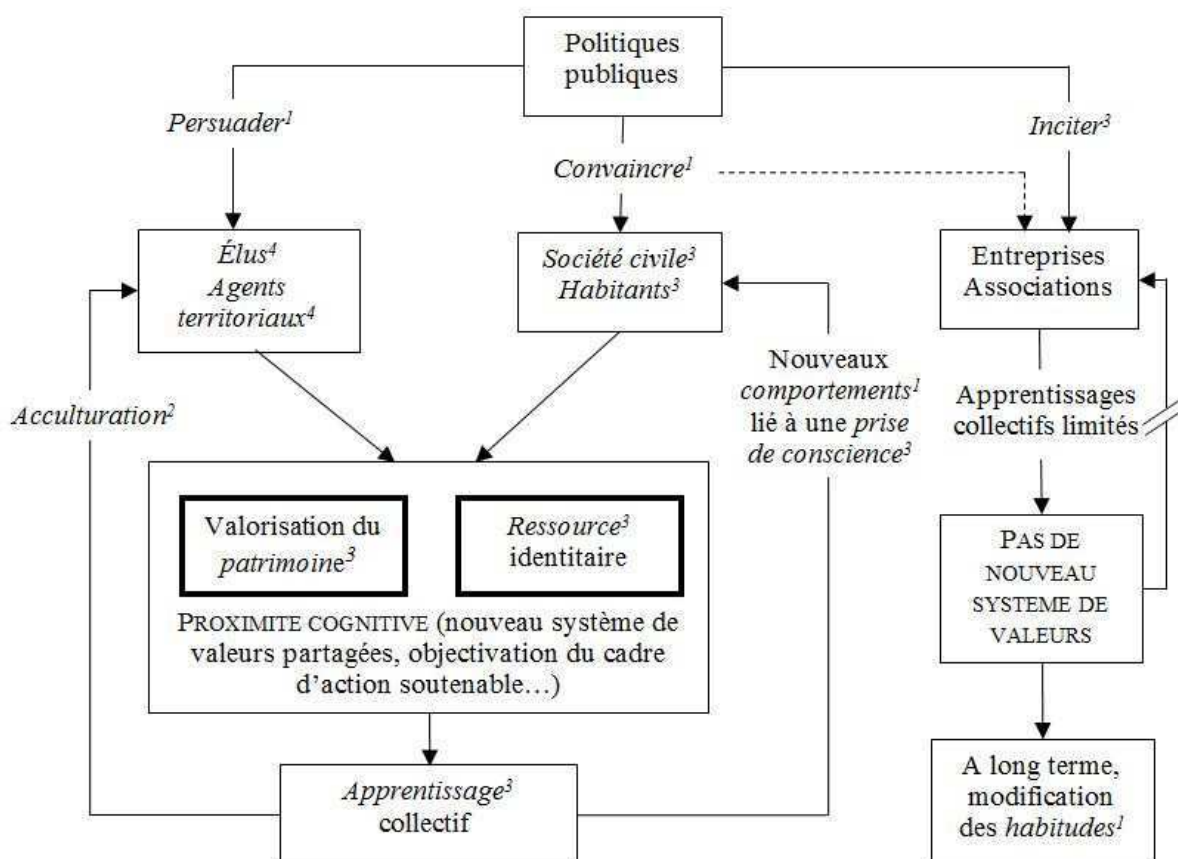 Politiques
publiques
Persuader¹
Convaincre¹
Inciter³
Élus⁴
Agents
territoriaux⁴
Société civile³
Habitants³
Entreprises
Associations
Acculturation²
Nouveaux
comportements¹
lié à une prise
de conscience³
Apprentissages
collectifs limités
Valorisation du
patrimoine³
Ressource³
identitaire
PROXIMITE COGNITIVE (nouveau système de
valeurs partagées, objectivation du cadre
d’action soutenable…)
PAS DE
NOUVEAU
SYSTEME DE
VALEURS
Apprentissage³
collectif
A long terme,
modification
des habitudes¹